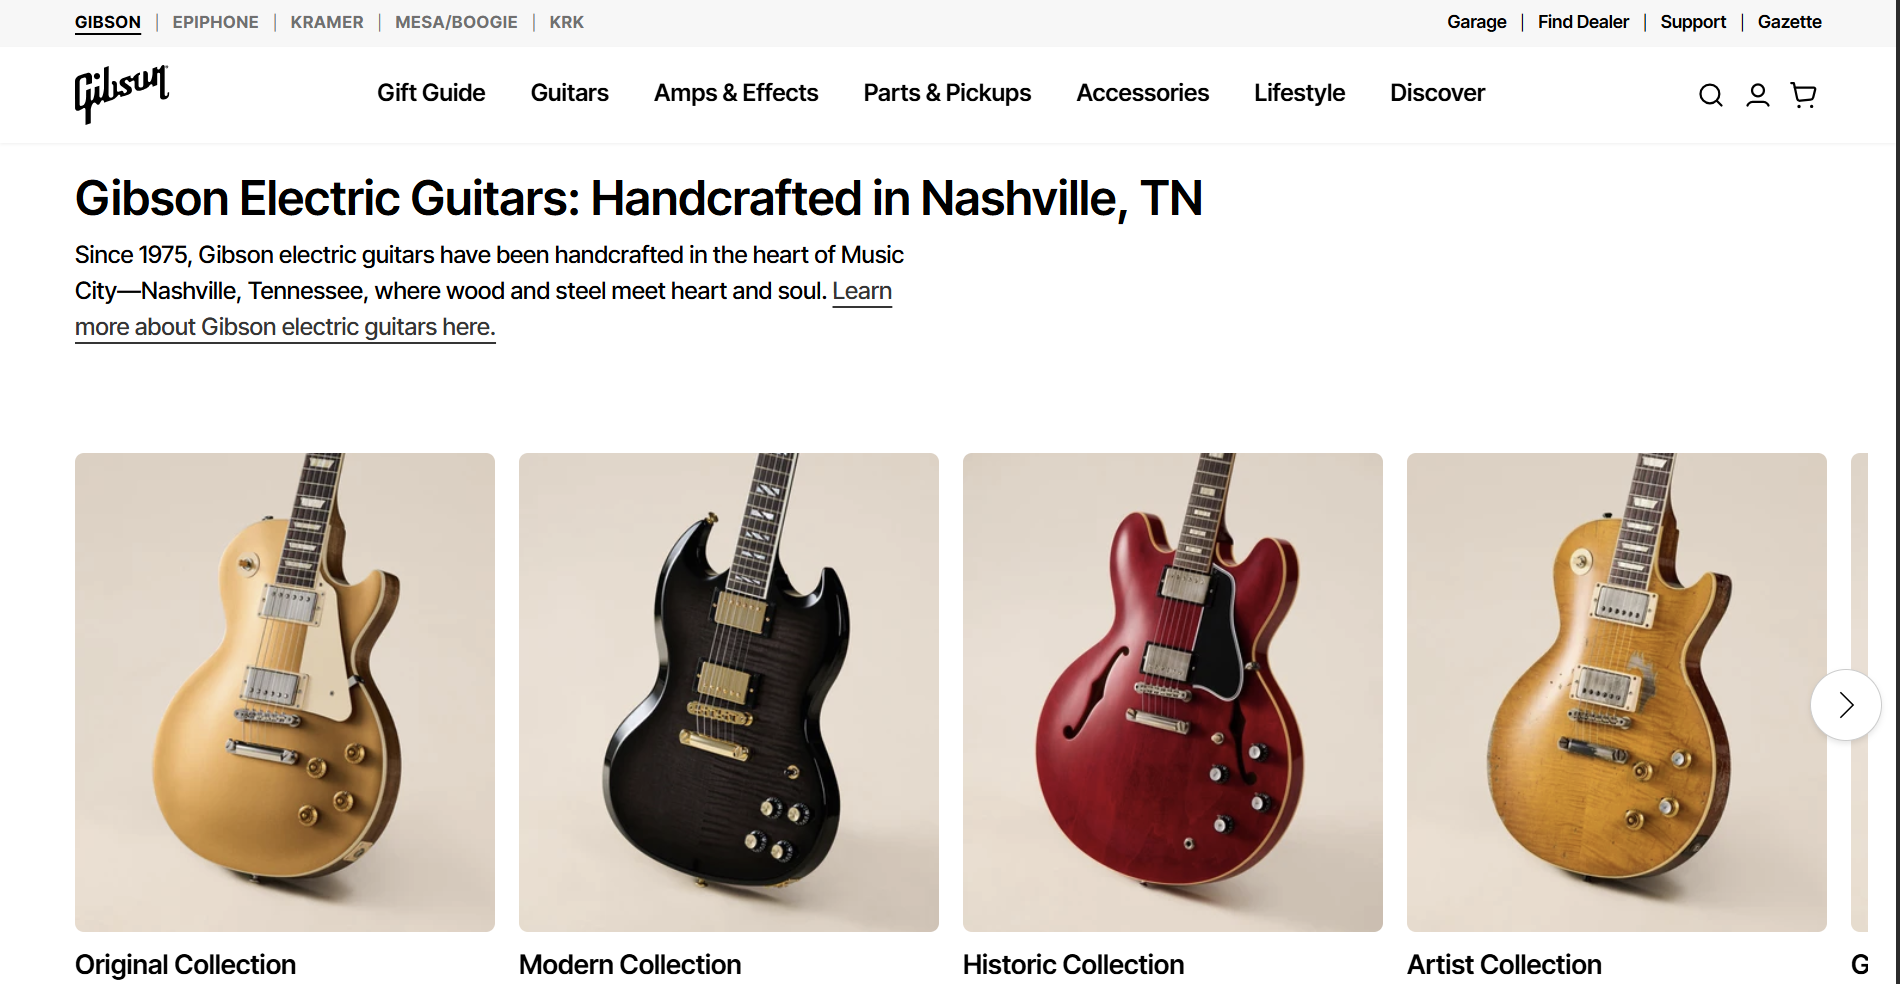 GIBSON | EPIPHONE | KRAMER | MESA/BOOGIE | KRK
Garage | Find Dealer | Support | Gazette
Gibson
Gift Guide Guitars Amps & Effects Parts & Pickups Accessories Lifestyle Discover
Gibson Electric Guitars: Handcrafted in Nashville, TN
Since 1975, Gibson electric guitars have been handcrafted in the heart of Music
City—Nashville, Tennessee, where wood and steel meet heart and soul. Learn
more about Gibson electric guitars here.
Original Collection
Modern Collection
Historic Collection
Artist Collection
G